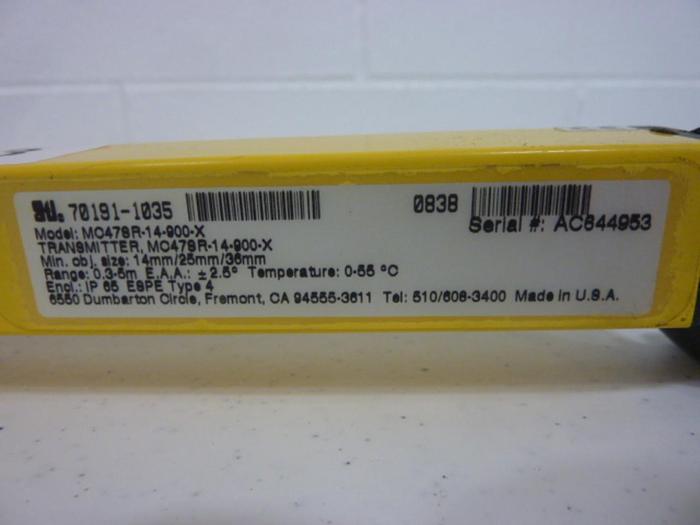 70191-1035 0838
Serial #: AC644953
Model: MC478R-14-900-X
TRANSMITTER, MC478R-14-900-X
Min. obj. size: 14mm/25mm/36mm
Range: 0.3-5m E.A.A.: ±2.5° Temperature: 0-55 °C
Encl.: IP 65 ESPE Type 4
6550 Dumbarton Circle, Fremont, CA 94555-3611 Tel: 510/608-3400 Made in U.S.A.